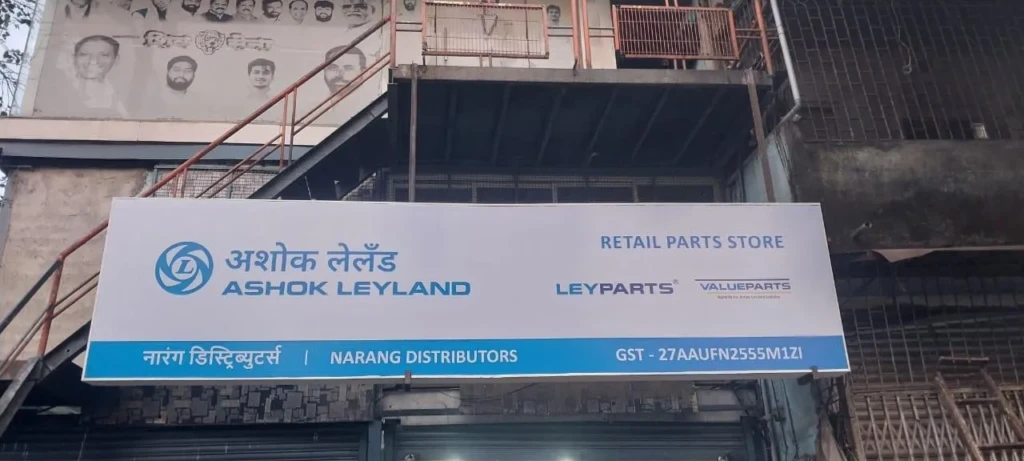 अशोक लेलँड
ASHOK LEYLAND
RETAIL PARTS STORE
LEYPARTS®
VALUEPARTS
नारंग डिस्ट्रिब्युटर्स | NARANG DISTRIBUTORS
GST - 27AAUFN2555M1ZI